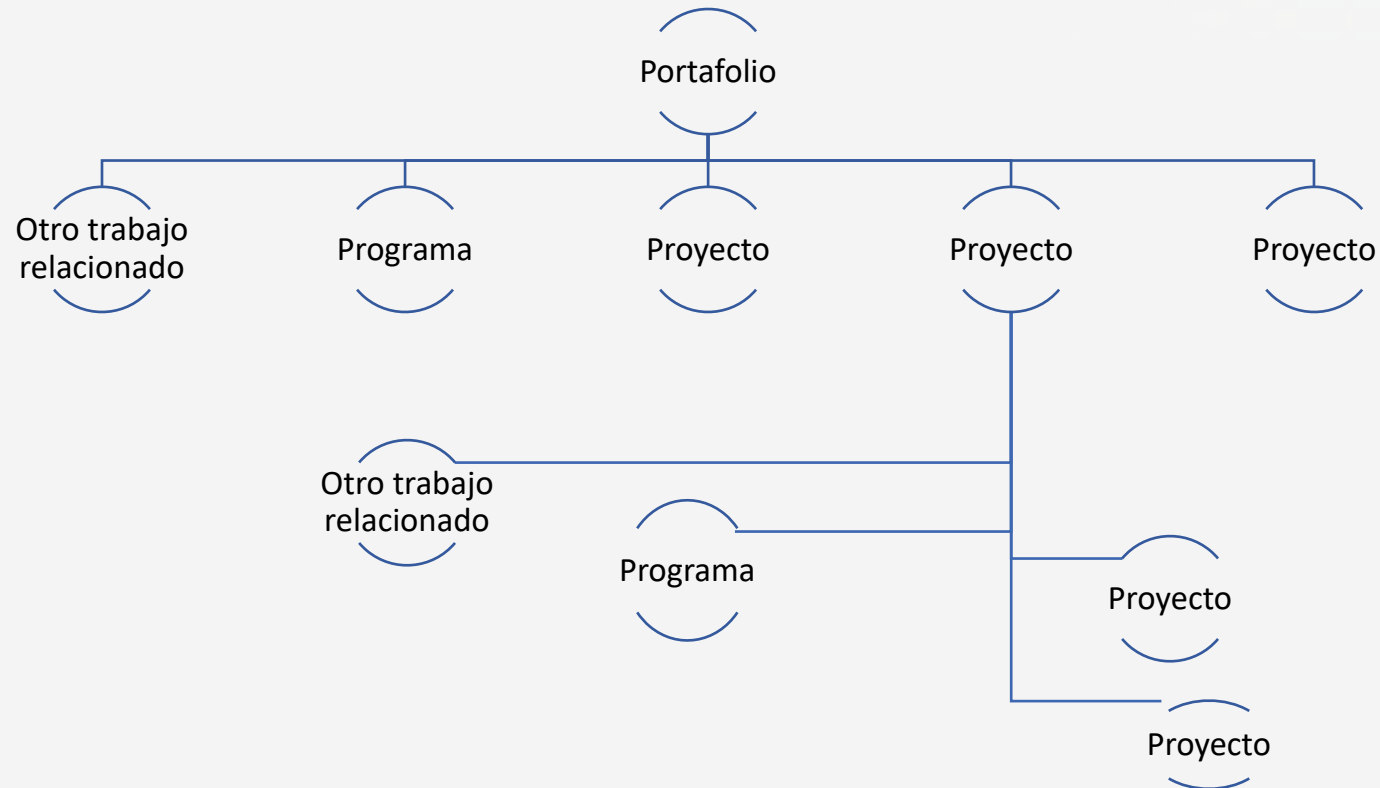 Portafolio
Otro trabajo
relacionado
Programa
Proyecto
Proyecto
Proyecto
Otro trabajo
relacionado
Programa
Proyecto
Proyecto